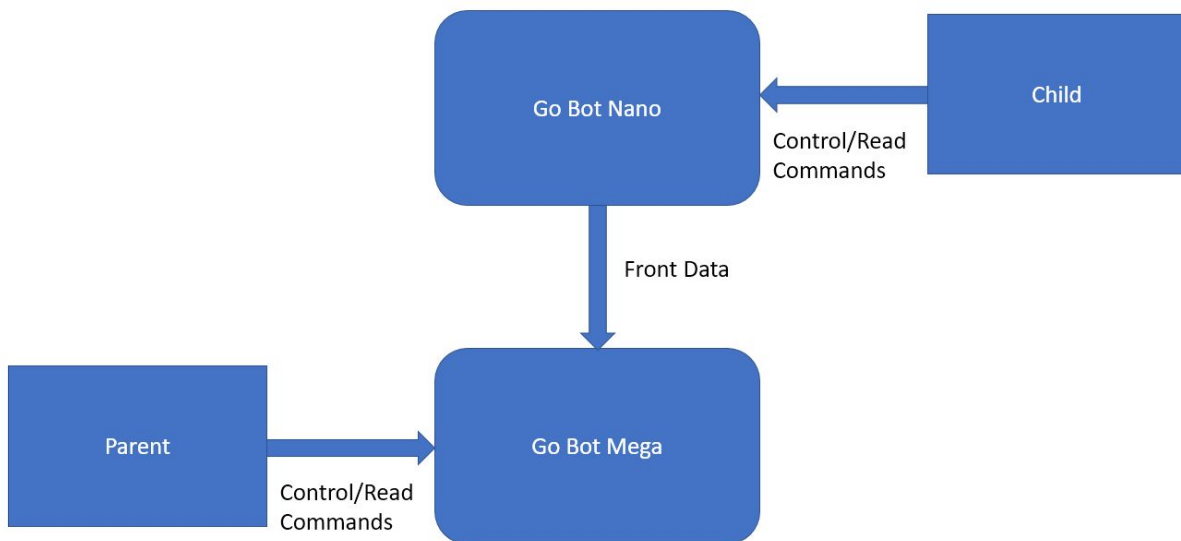 Go Bot Nano
Child
Control/Read
Commands
Front Data
Parent
Go Bot Mega
Control/Read
Commands